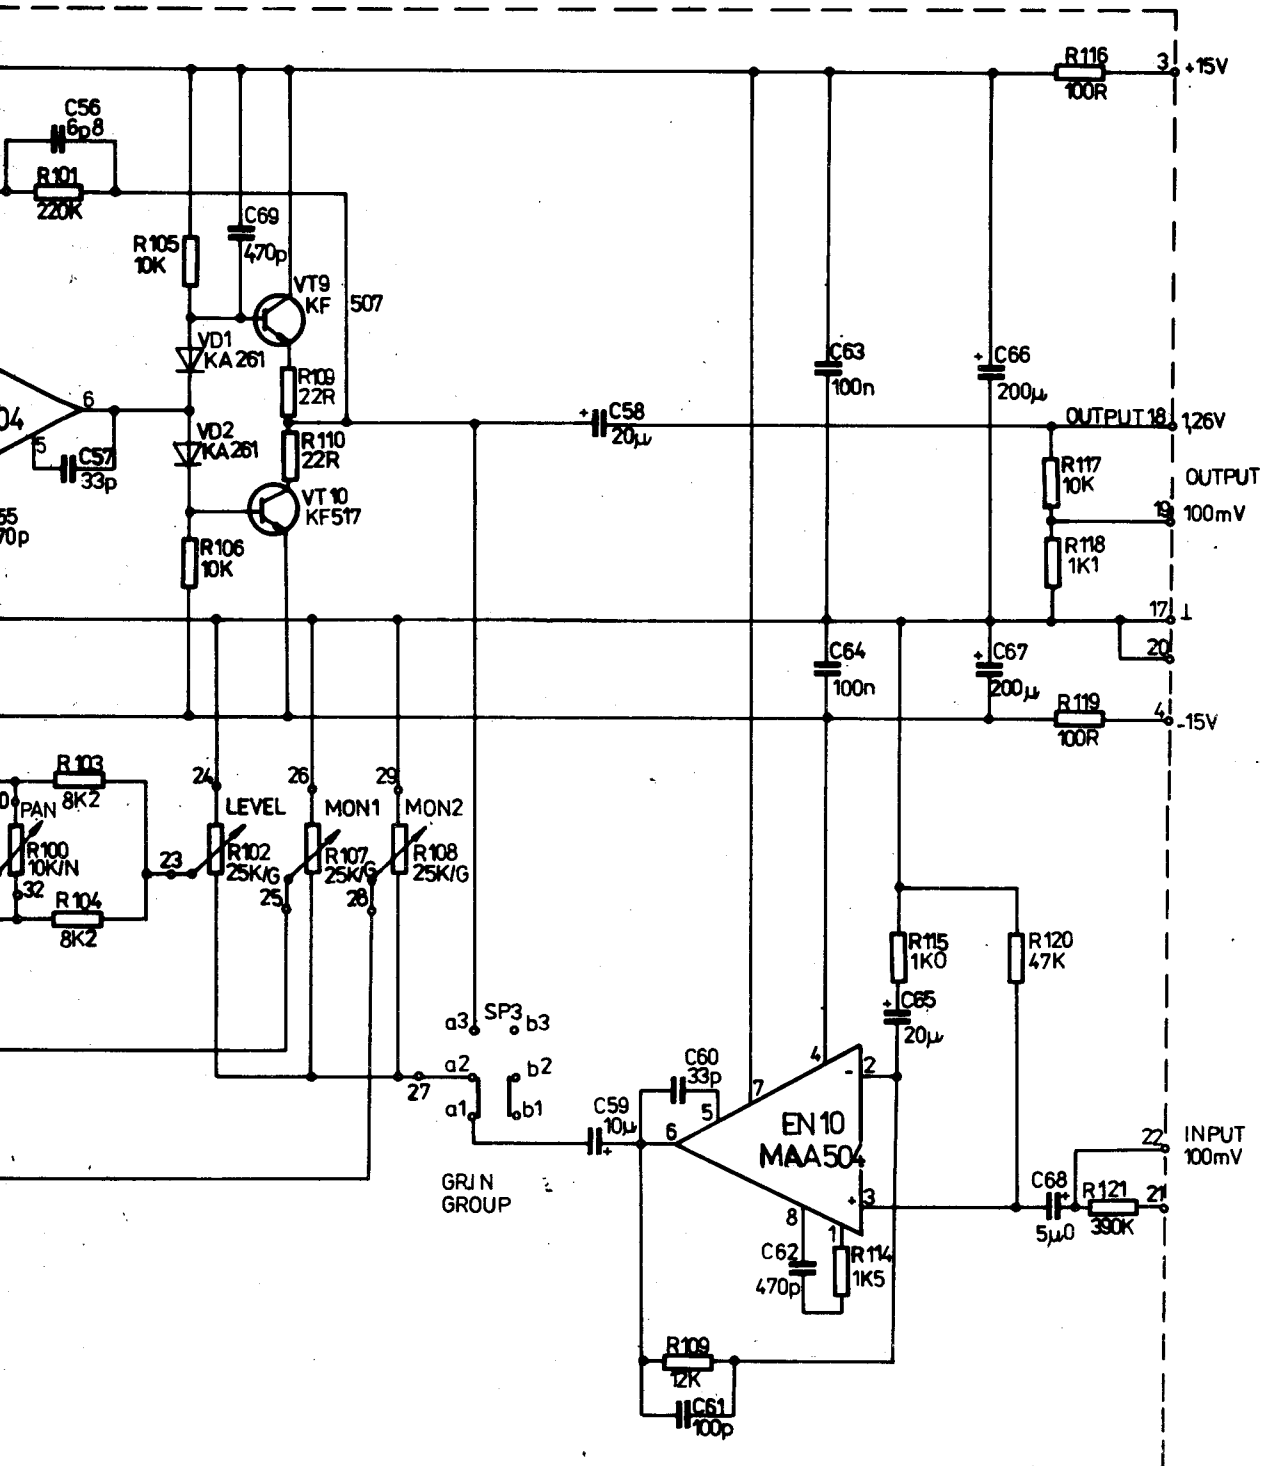 R116
3
+15V
100R
C56
6p8
R101
220K
C69
470p
R105
10K
VT9
KF 507
VD1
KA 261
R109
22R
C63
100n
C66
200µ
6
04
5
C57
33p
VD2
KA261
R110
22R
C58
20µ
OUTPUT 18
1,26V
R117
10K
OUTPUT
19
100mV
VT10
KF517
55
70p
R106
10K
R118
1K1
17
⊥
20
C64
100n
C67
200µ
R119
100R
4
-15V
R103
8K2
24
26
29
LEVEL
MON1
MON2
0
PAN
R100
10K/N
32
23
R102
25K/G
R107
25K/G
R108
25K/G
25
28
R104
8K2
R115
1K0
R120
47K
C65
20µ
a3
SP3
b3
a2
b2
27
a1
b1
C60
33p
4
-
2
7
5
C59
10µ
+
6
EN 10
MAA504
22
INPUT
100mV
GRIN
GROUP
+
3
C68
5µ0
R121
390K
21
8
1
C62
470p
R114
1K5
R109
12K
C61
100p